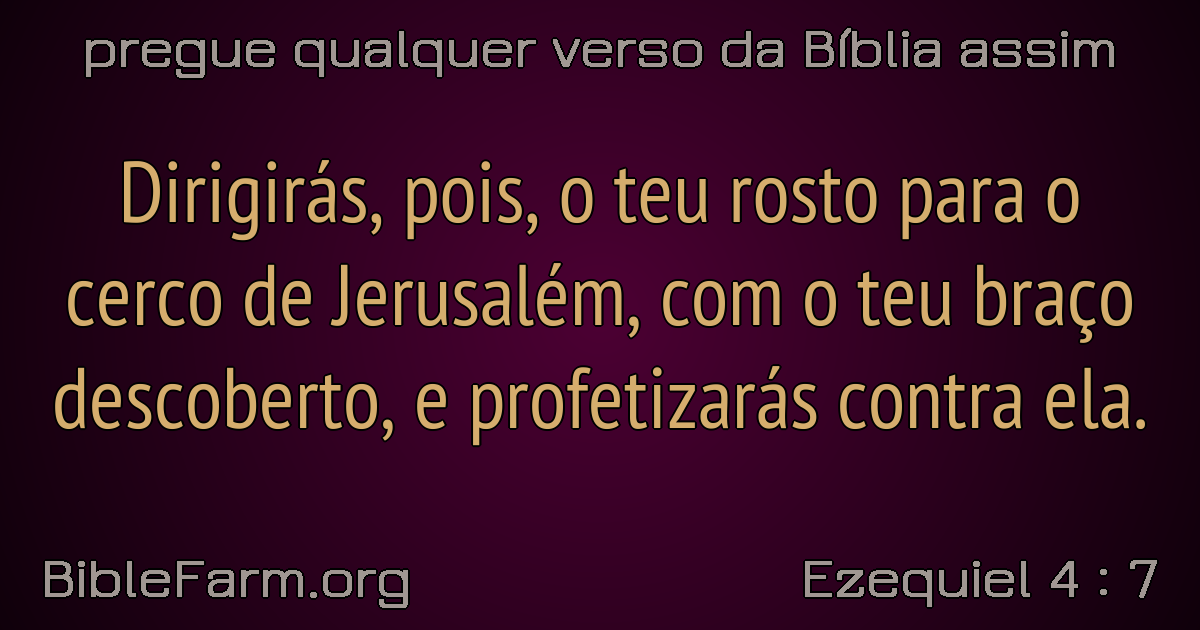 pregue qualquer verso da Bíblia assim
Dirigirás, pois, o teu rosto para o
cerco de Jerusalém, com o teu braço
descoberto, e profetizarás contra ela.
BibleFarm.org
Ezequiel 4 : 7